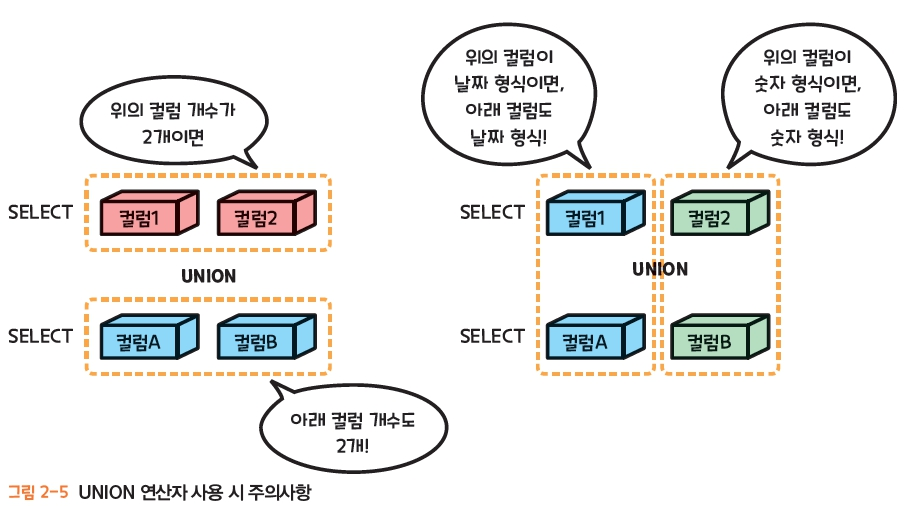 위의 컬럼 개수가
2개이면
SELECT
컬럼1
컬럼2
UNION
SELECT
컬럼A
컬럼B
아래 컬럼 개수도
2개!
위의 컬럼이
날짜 형식이면,
아래 컬럼도
날짜 형식!
위의 컬럼이
숫자 형식이면,
아래 컬럼도
숫자 형식!
SELECT
컬럼1
컬럼2
UNION
SELECT
컬럼A
컬럼B
그림 2-5 UNION 연산자 사용 시 주의사항